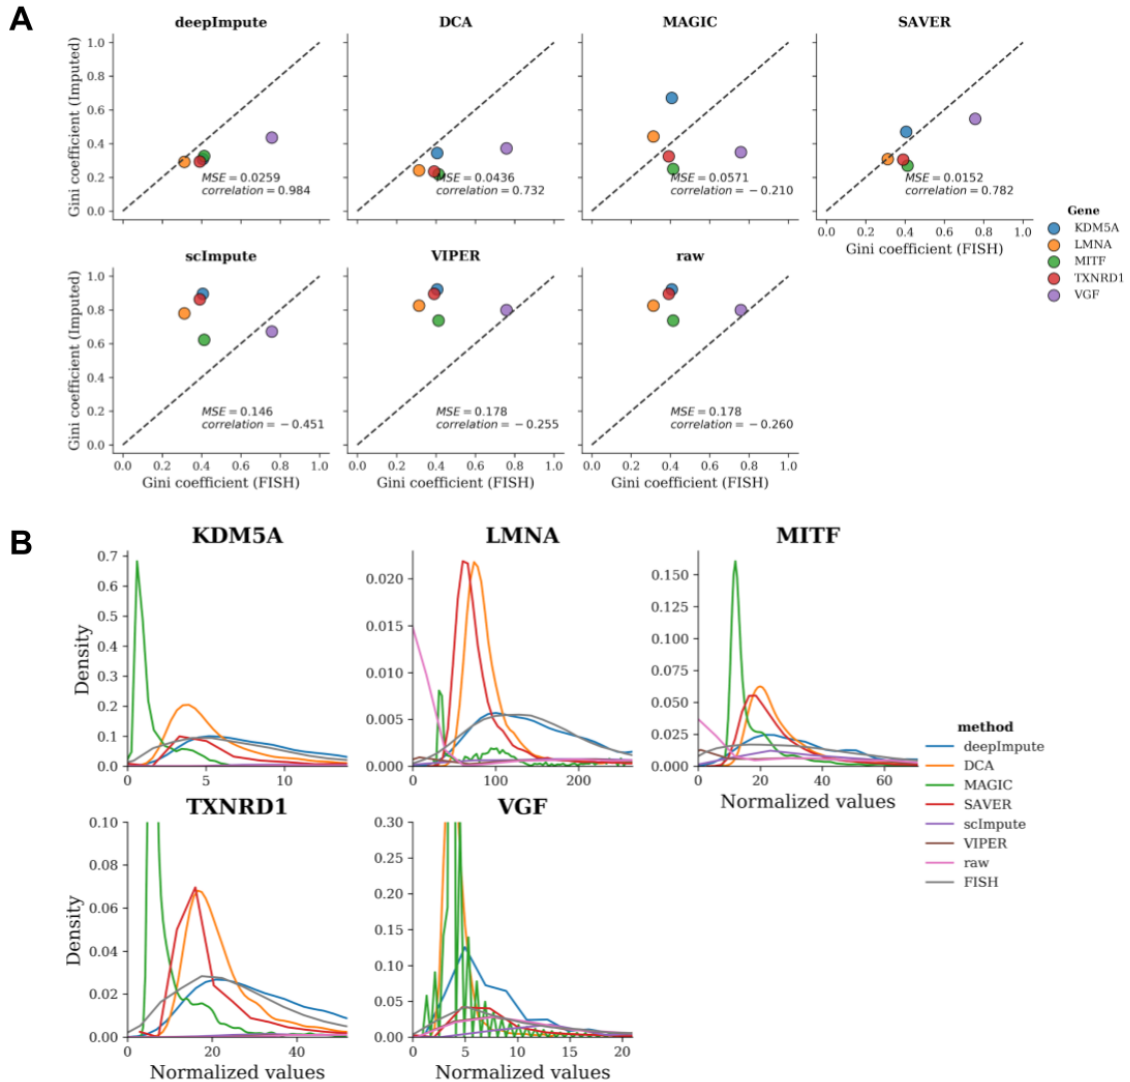 A
deepImpute
DCA
MAGIC
SAVER
Gini coefficient (Imputed)
1.0
0.8
0.6
0.4
0.2
0.0
MSE = 0.0259
correlation = 0.984
MSE = 0.0436
correlation = 0.732
MSE = 0.0571
correlation = −0.210
MSE = 0.0152
correlation = 0.782
0.0 0.2 0.4 0.6 0.8 1.0
Gini coefficient (FISH)
Gene
KDM5A
LMNA
MITF
TXNRD1
VGF
scImpute
VIPER
raw
Gini coefficient (Imputed)
1.0
0.8
0.6
0.4
0.2
0.0
MSE = 0.146
correlation = −0.451
MSE = 0.178
correlation = −0.255
MSE = 0.178
correlation = −0.260
0.0 0.2 0.4 0.6 0.8 1.0
0.0 0.2 0.4 0.6 0.8 1.0
0.0 0.2 0.4 0.6 0.8 1.0
Gini coefficient (FISH)
Gini coefficient (FISH)
Gini coefficient (FISH)
B
KDM5A
Density
0.7
0.6
0.5
0.4
0.3
0.2
0.1
0.0
0 5 10
LMNA
0.020
0.015
0.010
0.005
0.000
0 100 200
MITF
0.150
0.125
0.100
0.075
0.050
0.025
0.000
0 20 40 60
Normalized values
method
deepImpute
DCA
MAGIC
SAVER
scImpute
VIPER
raw
FISH
TXNRD1
Density
0.10
0.08
0.06
0.04
0.02
0.00
0 20 40
Normalized values
VGF
0.30
0.25
0.20
0.15
0.10
0.05
0.00
0 5 10 15 20
Normalized values